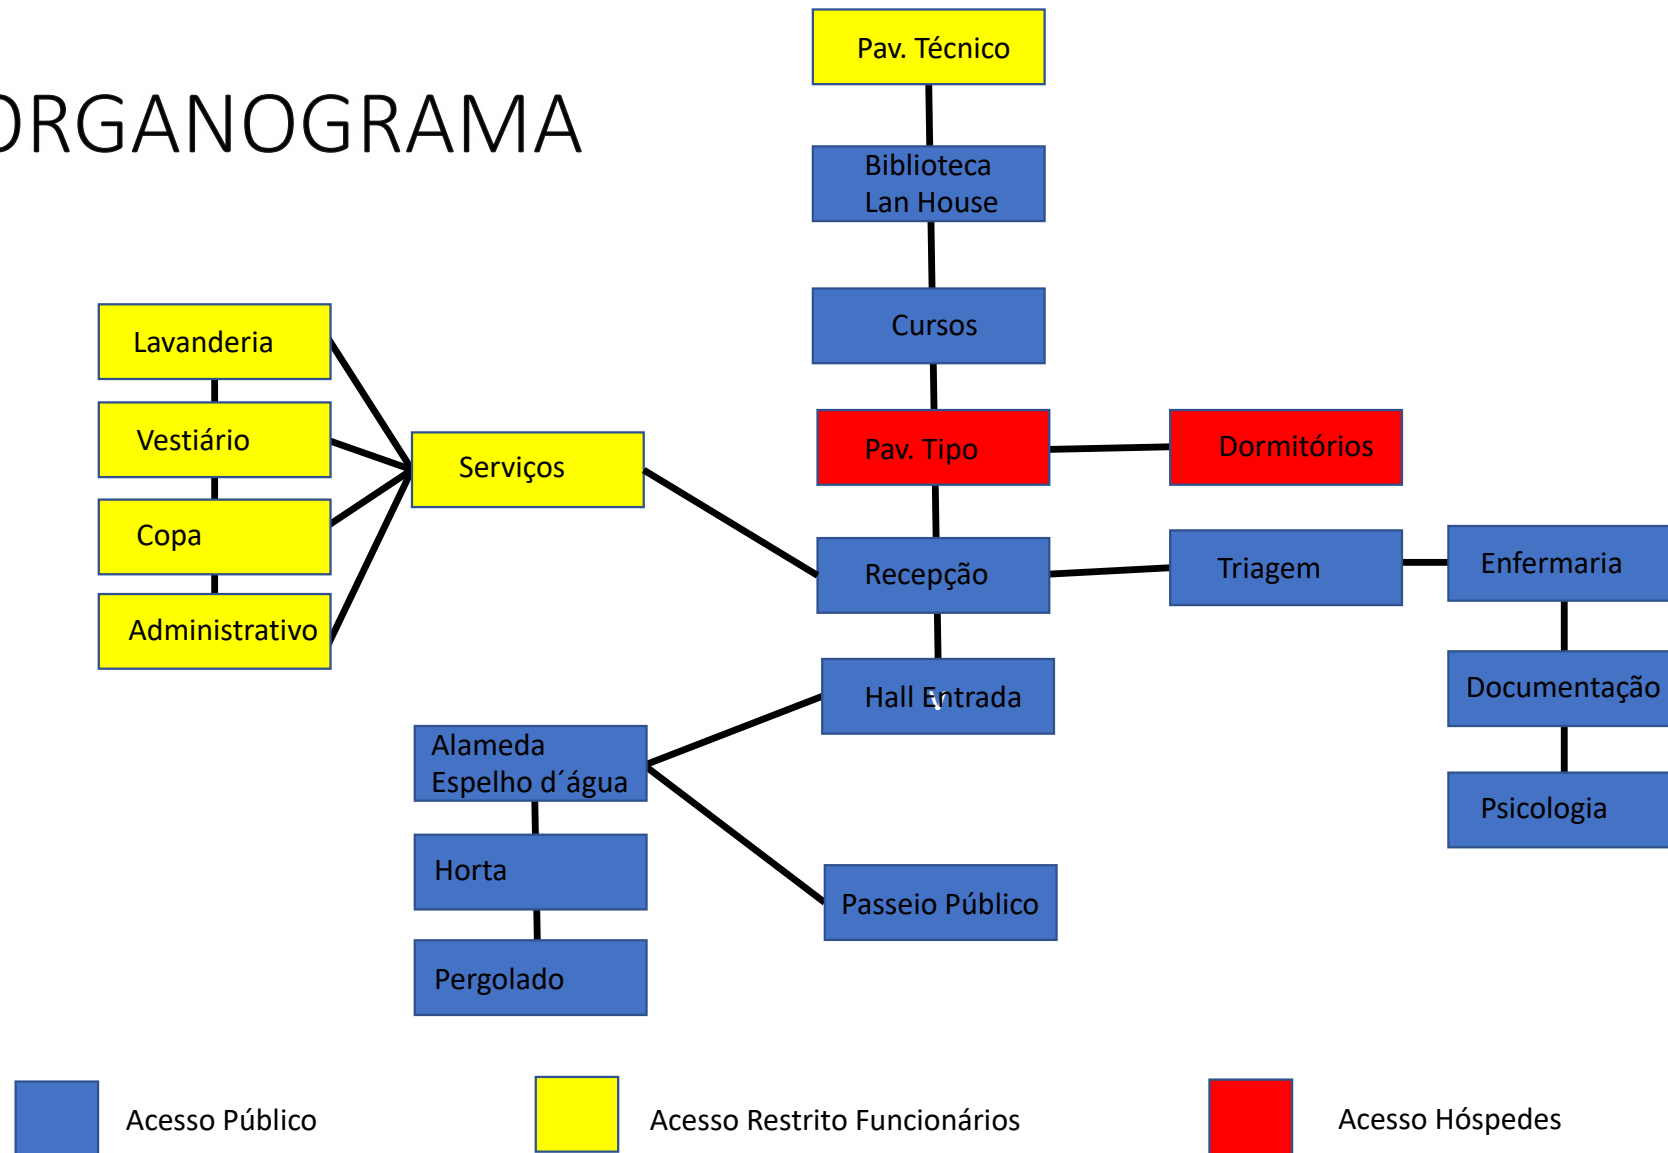 ORGANOGRAMA
Pav. Técnico
Biblioteca
Lan House
Cursos
Lavanderia
Vestiário
Copa
Administrativo
Serviços
Pav. Tipo
Dormitórios
Recepção
Triagem
Enfermaria
Documentação
Psicologia
Hall Entrada
v
Alameda
Espelho d´água
Horta
Pergolado
Passeio Público
Acesso Público
Acesso Restrito Funcionários
Acesso Hóspedes